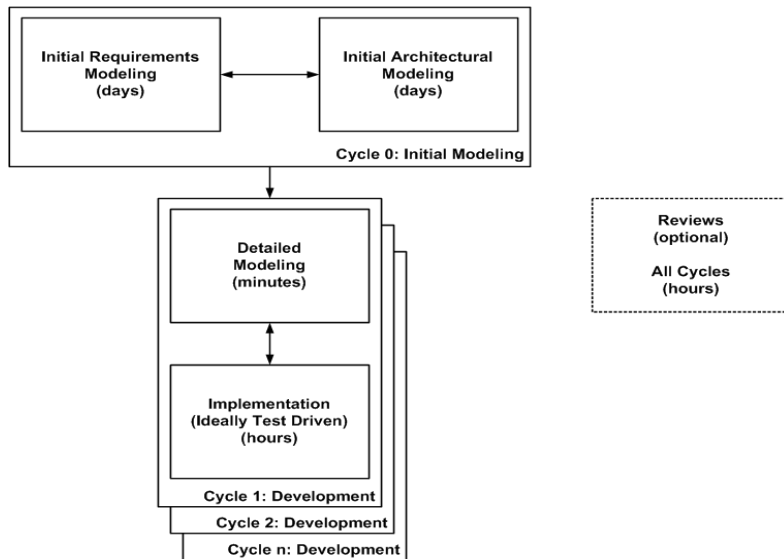 Initial Requirements
Modeling
(days)
Initial Architectural
Modeling
(days)
Cycle 0: Initial Modeling
Detailed
Modeling
(minutes)
Reviews
(optional)
All Cycles
(hours)
Implementation
(Ideally Test Driven)
(hours)
Cycle 1: Development
Cycle 2: Development
Cycle n: Development